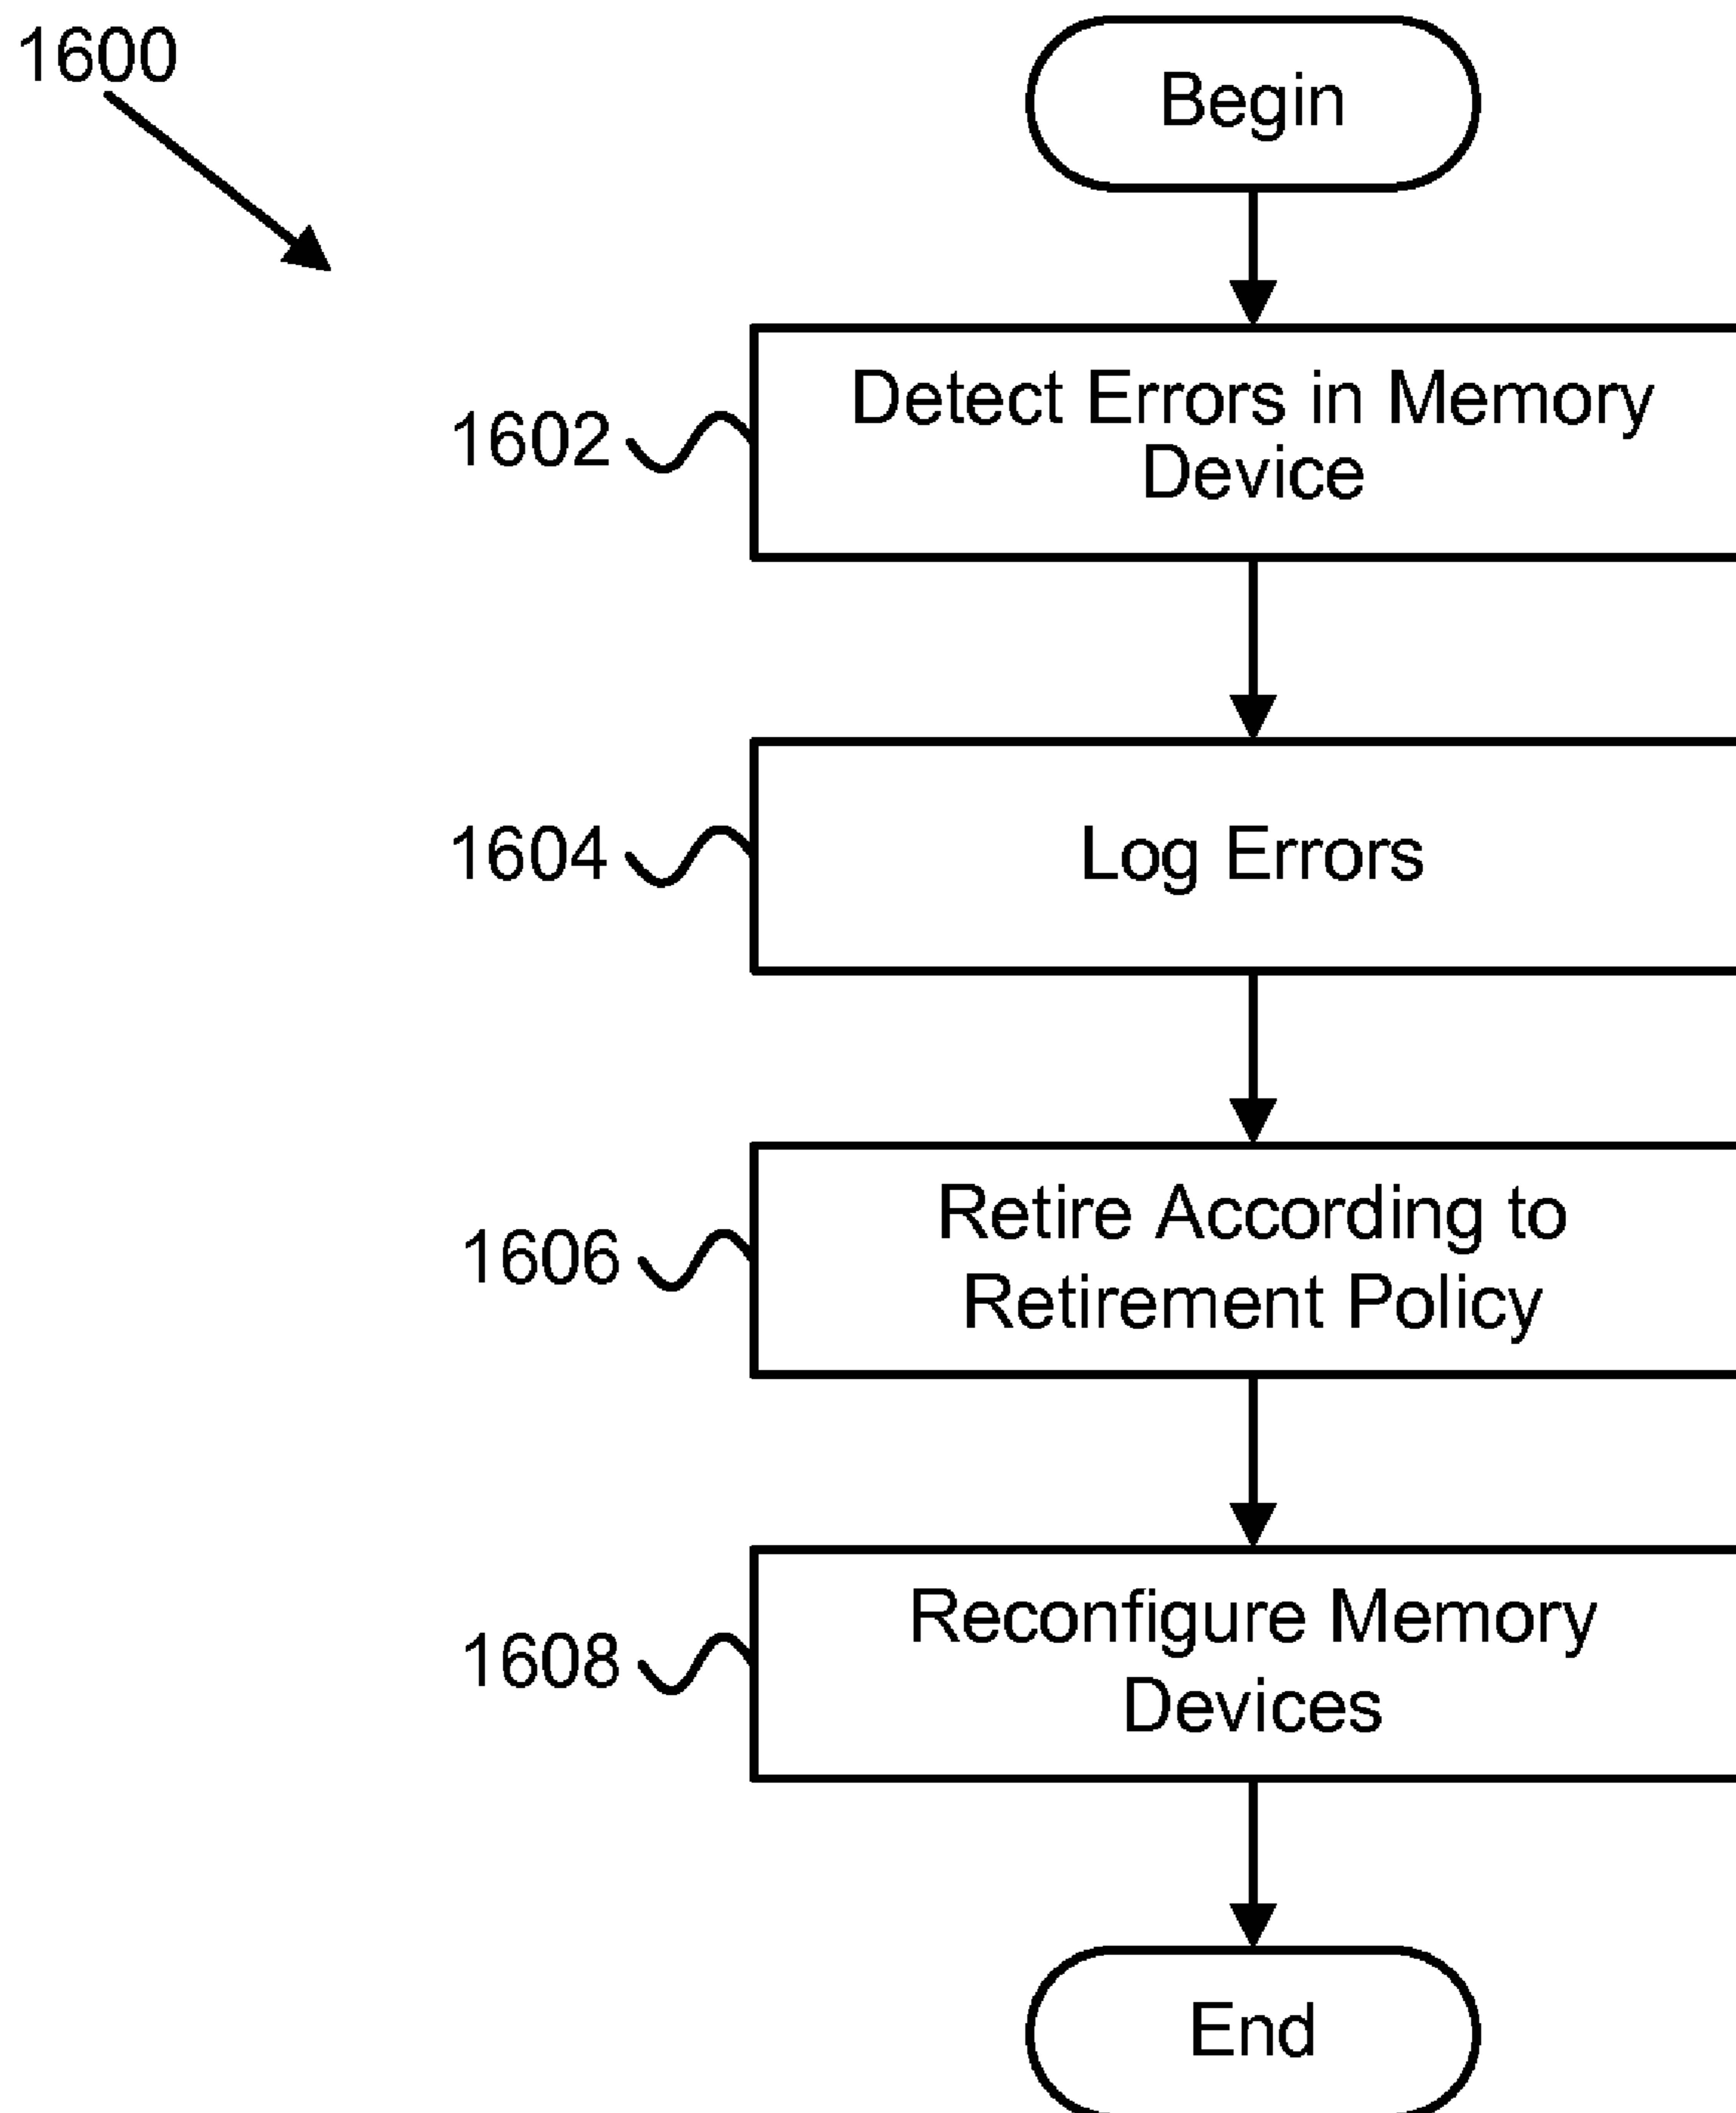 1600
Begin
1602
Detect Errors in Memory
Device
1604
Log Errors
1606
Retire According to
Retirement Policy
1608
Reconfigure Memory
Devices
End